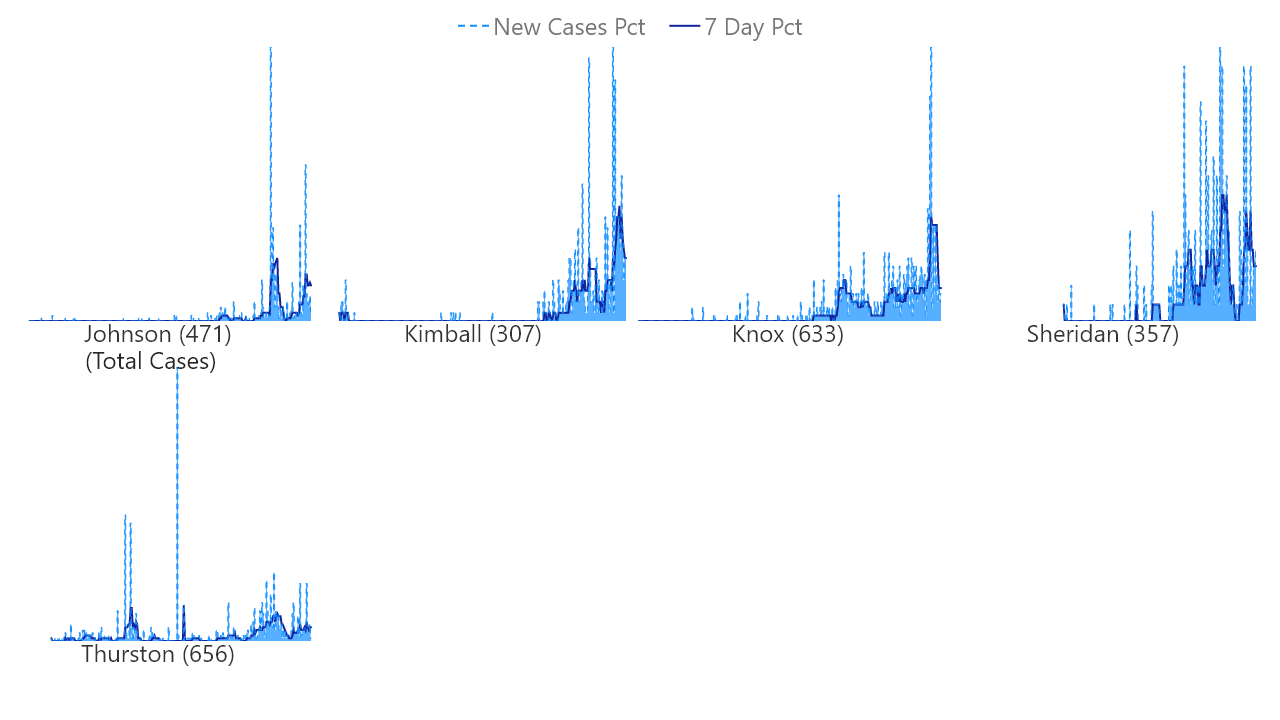 New Cases Pct 7 Day Pct
Johnson (471) Kimball (307) Knox (633) Sheridan (357)
(Total Cases)
Thurston (656)